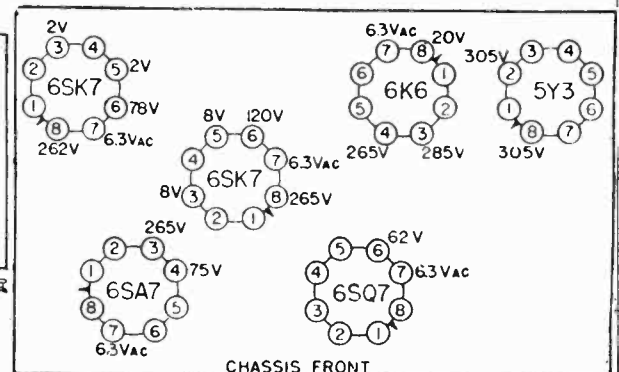 2V
3 4
2 5 2V
6SK7
1 6 78V
8 7 6.3VAC
262V
6.3VAC 20V
7 8
6 1
6K6
5 2
4 3
265V 285V
305V 3 4
2 5
5Y3
1 6
8 7
305V
8V 120V
5 6
4 7 6.3VAC
6SK7
8V 3 8 265V
2 1
265V
2 3
1 4 75V
6SA7
8 5
7 6
6.3VAC
5 6 62V
4 7 6.3VAC
6SQ7
3 8
2 1
CHASSIS FRONT